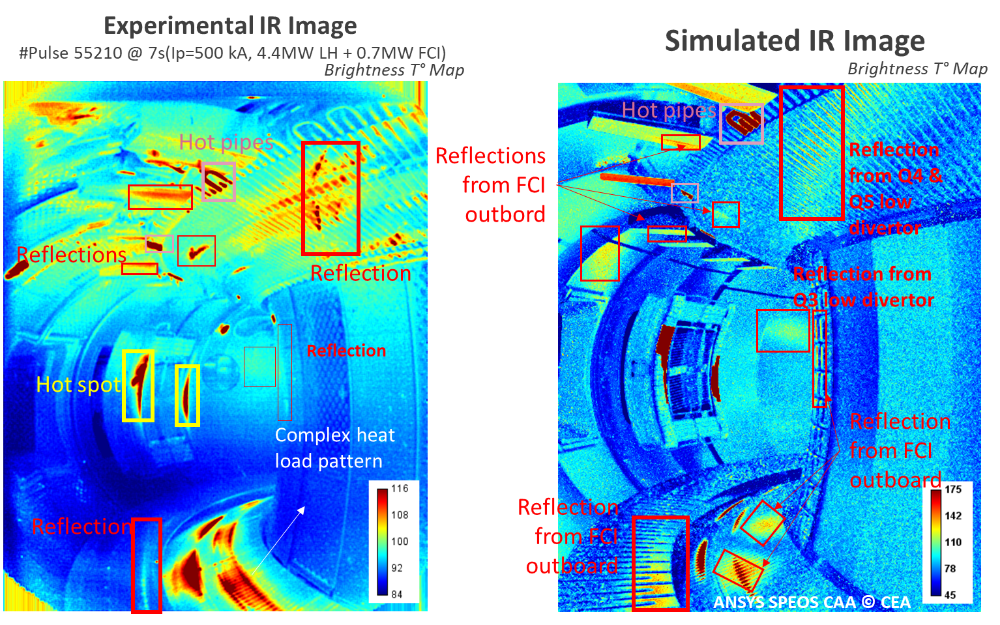 Experimental IR Image
#Pulse 55210 @ 7s(Ip=500 kA, 4.4MW LH + 0.7MW FCI)
Brightness T° Map
Hot pipes
Reflections
Reflection
Reflection
Hot spot
Complex heat
load pattern
Reflection
116
108
100
92
84
Simulated IR Image
Brightness T° Map
Hot pipes
Reflections
from FCI
outbord
Reflection
from Q4 &
Q5 low
divertor
Reflection from
Q3 low divertor
Reflection
from FCI
outboard
Reflection
from FCI
outboard
175
142
110
78
45
ANSYS SPEOS CAA © CEA